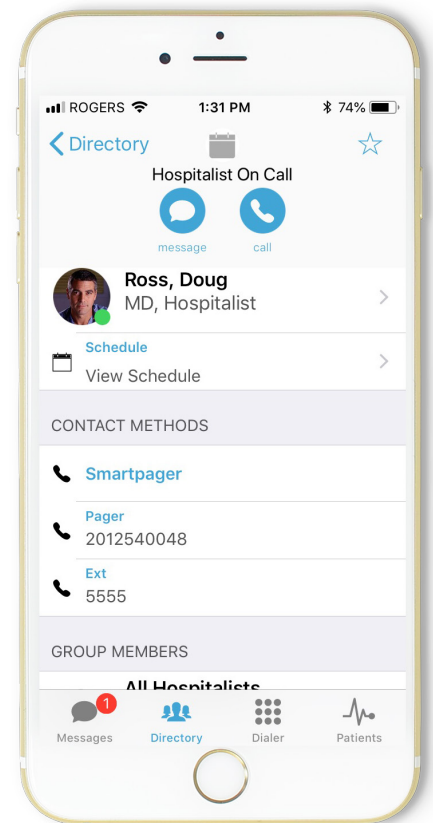 ROGERS 1:31 PM 74%
Directory
Hospitalist On Call
message call
Ross, Doug
MD, Hospitalist
Schedule
View Schedule
CONTACT METHODS
Smartpager
Pager
2012540048
Ext
5555
GROUP MEMBERS
All Hospitalists
1
Messages Directory Dialer Patients